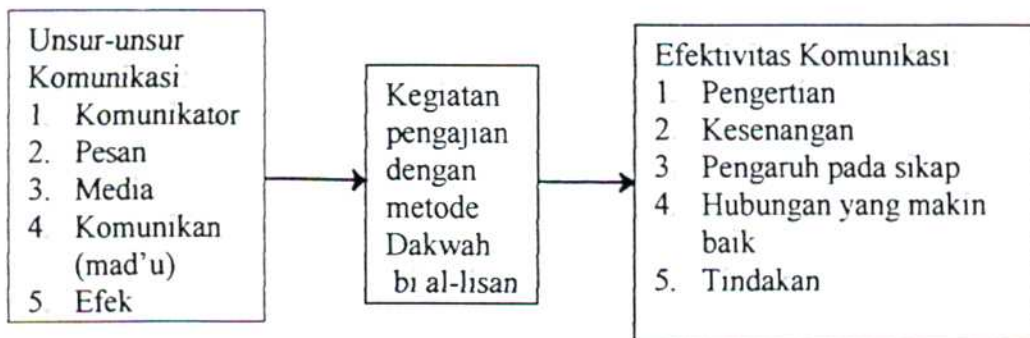 Unsur-unsur
Komunikasi
1. Komunikator
2. Pesan
3. Media
4. Komunikan
(mad'u)
5. Efek
Kegiatan
pengajian
dengan
metode
Dakwah
bi al-lisan
Efektivitas Komunikasi
1. Pengertian
2. Kesenangan
3 Pengaruh pada sikap
4. Hubungan yang makin
baik
5. Tindakan